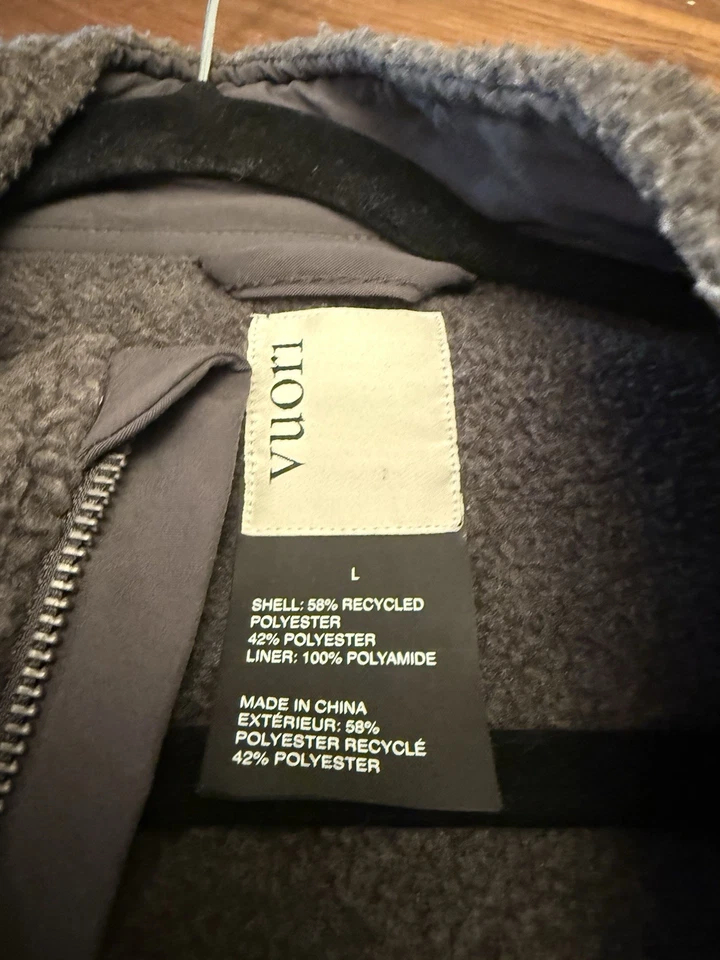 vuori
L
SHELL: 58% RECYCLED
POLYESTER
42% POLYESTER
LINER: 100% POLYAMIDE
MADE IN CHINA
EXTÉRIEUR: 58%
POLYESTER RECYCLÉ
42% POLYESTER